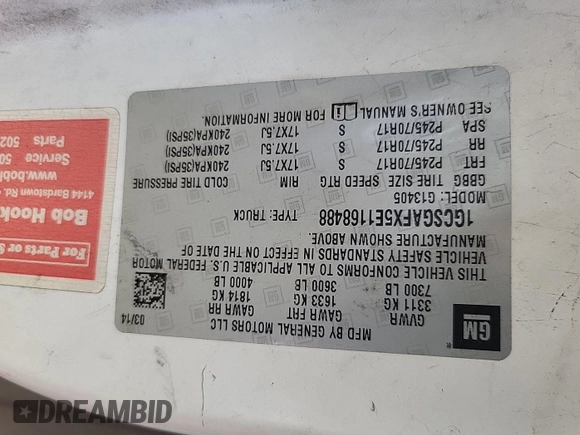 MFD BY GENERAL MOTORS LLC
03/14
GVWR GAWR FRT GAWR RR
3311 KG 1633 KG 1814 KG
7300 LB 3600 LB 4000 LB
THIS VEHICLE CONFORMS TO ALL APPLICABLE U.S. FEDERAL MOTOR
VEHICLE SAFETY STANDARDS IN EFFECT ON THE DATE OF
MANUFACTURE SHOWN ABOVE.
1GCSGAFX5E1168488 TYPE: TRUCK
MODEL: G13405
GBBG TIRE SIZE SPEED RTG RIM COLD TIRE PRESSURE
FRT P245/70R17 S 17X7.5J 240KPA(35PSI)
RR P245/70R17 S 17X7.5J 240KPA(35PSI)
SPA P245/70R17 S 17X7.5J 240KPA(35PSI)
SEE OWNER'S MANUAL FOR MORE INFORMATION.
GM
For Parts or S
Bob Hook
4144 Bardstown Rd.
www.bobh
Service 50
Parts 502
DREAMBID